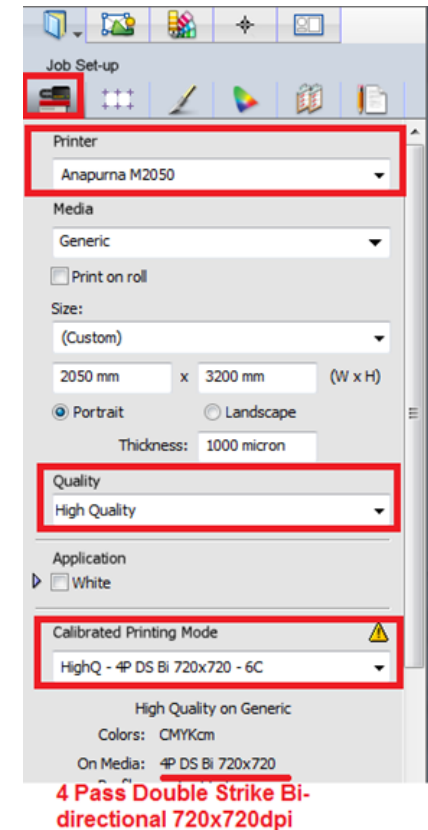 Job Set-up
Printer
Anapurna M2050
Media
Generic
Print on roll
Size:
(Custom)
2050 mm x 3200 mm (W x H)
Portrait Landscape
Thickness: 1000 micron
Quality
High Quality
Application
White
Calibrated Printing Mode
HighQ - 4P DS Bi 720x720 - 6C
High Quality on Generic
Colors: CMYKcm
On Media: 4P DS Bi 720x720
4 Pass Double Strike Bi-
directional 720x720dpi